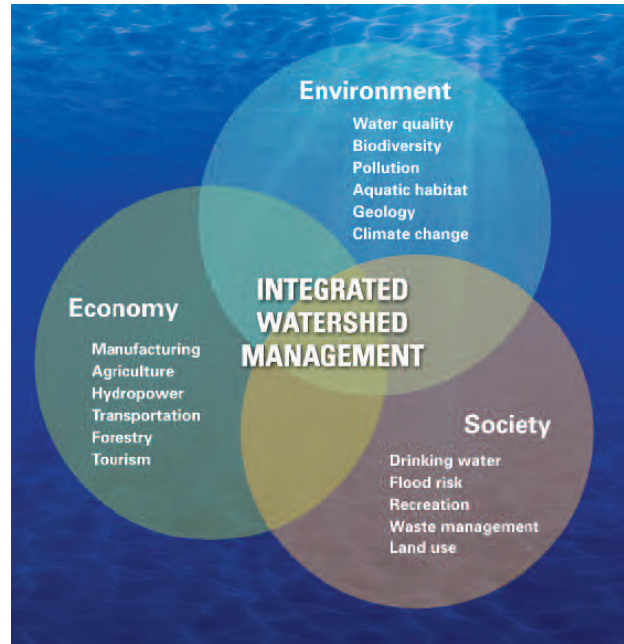 Environment
Water quality
Biodiversity
Pollution
Aquatic habitat
Geology
Climate change
INTEGRATED
WATERSHED
MANAGEMENT
Economy
Manufacturing
Agriculture
Hydropower
Transportation
Forestry
Tourism
Society
Drinking water
Flood risk
Recreation
Waste management
Land use